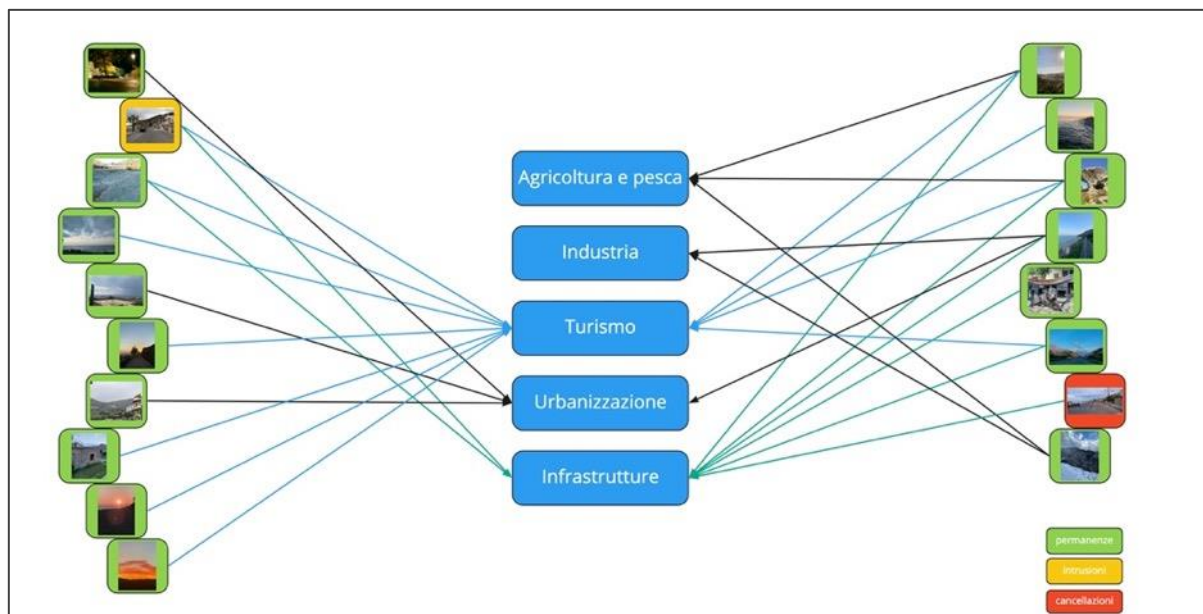 Agricoltura e pesca
Industria
Turismo
Urbanizzazione
Infrastrutture
permanenze
intrusioni
cancellazioni